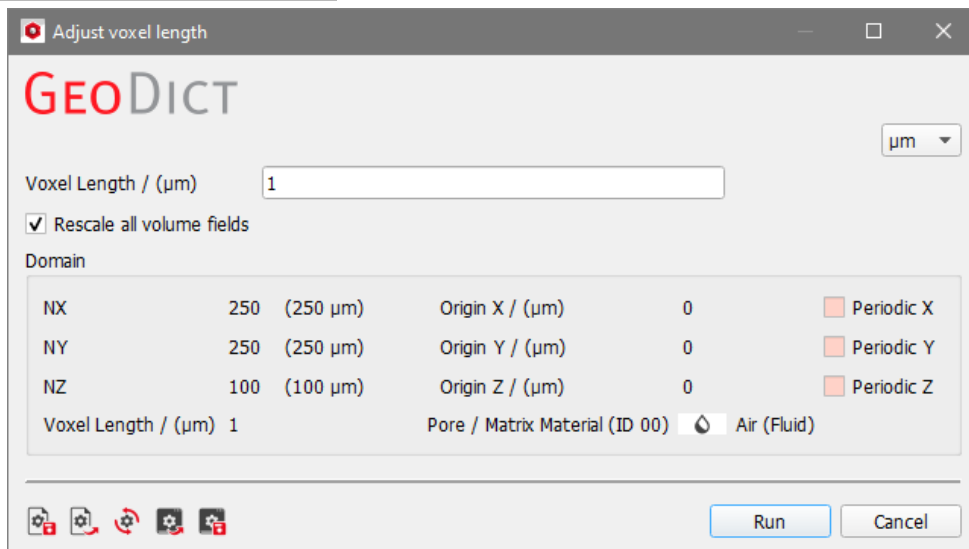 Adjust voxel length
GEODICT
µm
Voxel Length / (µm) 1
Rescale all volume fields
Domain
NX 250 (250 µm) Origin X / (µm) 0 Periodic X
NY 250 (250 µm) Origin Y / (µm) 0 Periodic Y
NZ 100 (100 µm) Origin Z / (µm) 0 Periodic Z
Voxel Length / (µm) 1 Pore / Matrix Material (ID 00) Air (Fluid)
Run Cancel